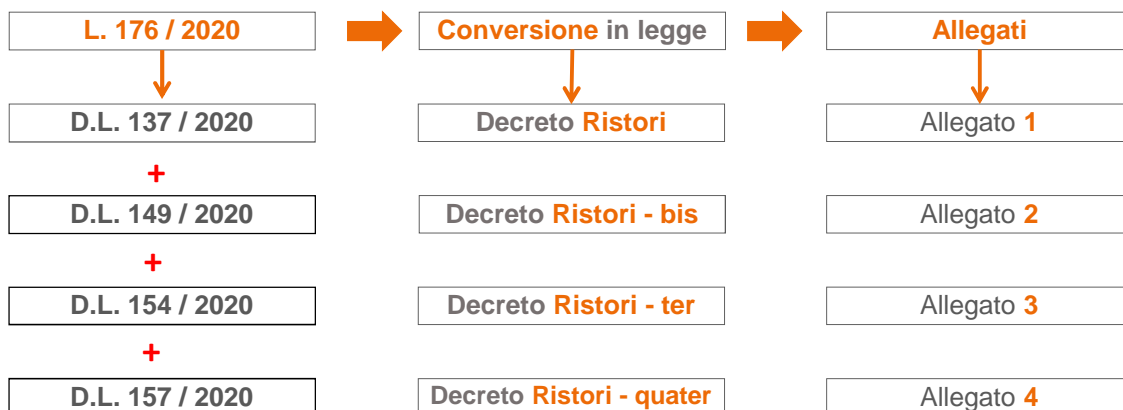 L. 176 / 2020
Conversione in legge
Allegati
D.L. 137 / 2020
Decreto Ristori
Allegato 1
+
D.L. 149 / 2020
Decreto Ristori - bis
Allegato 2
+
D.L. 154 / 2020
Decreto Ristori - ter
Allegato 3
+
D.L. 157 / 2020
Decreto Ristori - quater
Allegato 4